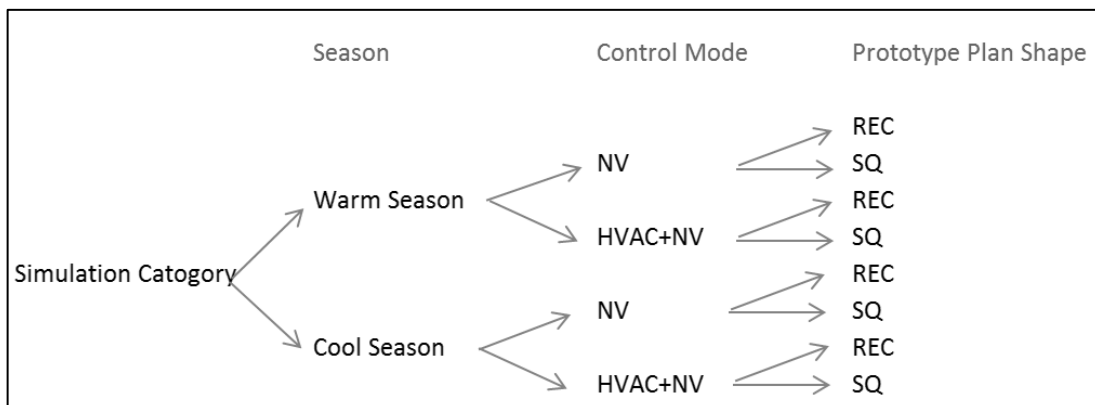 Season Control Mode Prototype Plan Shape
REC
NV SQ
Warm Season REC
HVAC+NV SQ
Simulation Catogory REC
NV SQ
Cool Season REC
HVAC+NV SQ